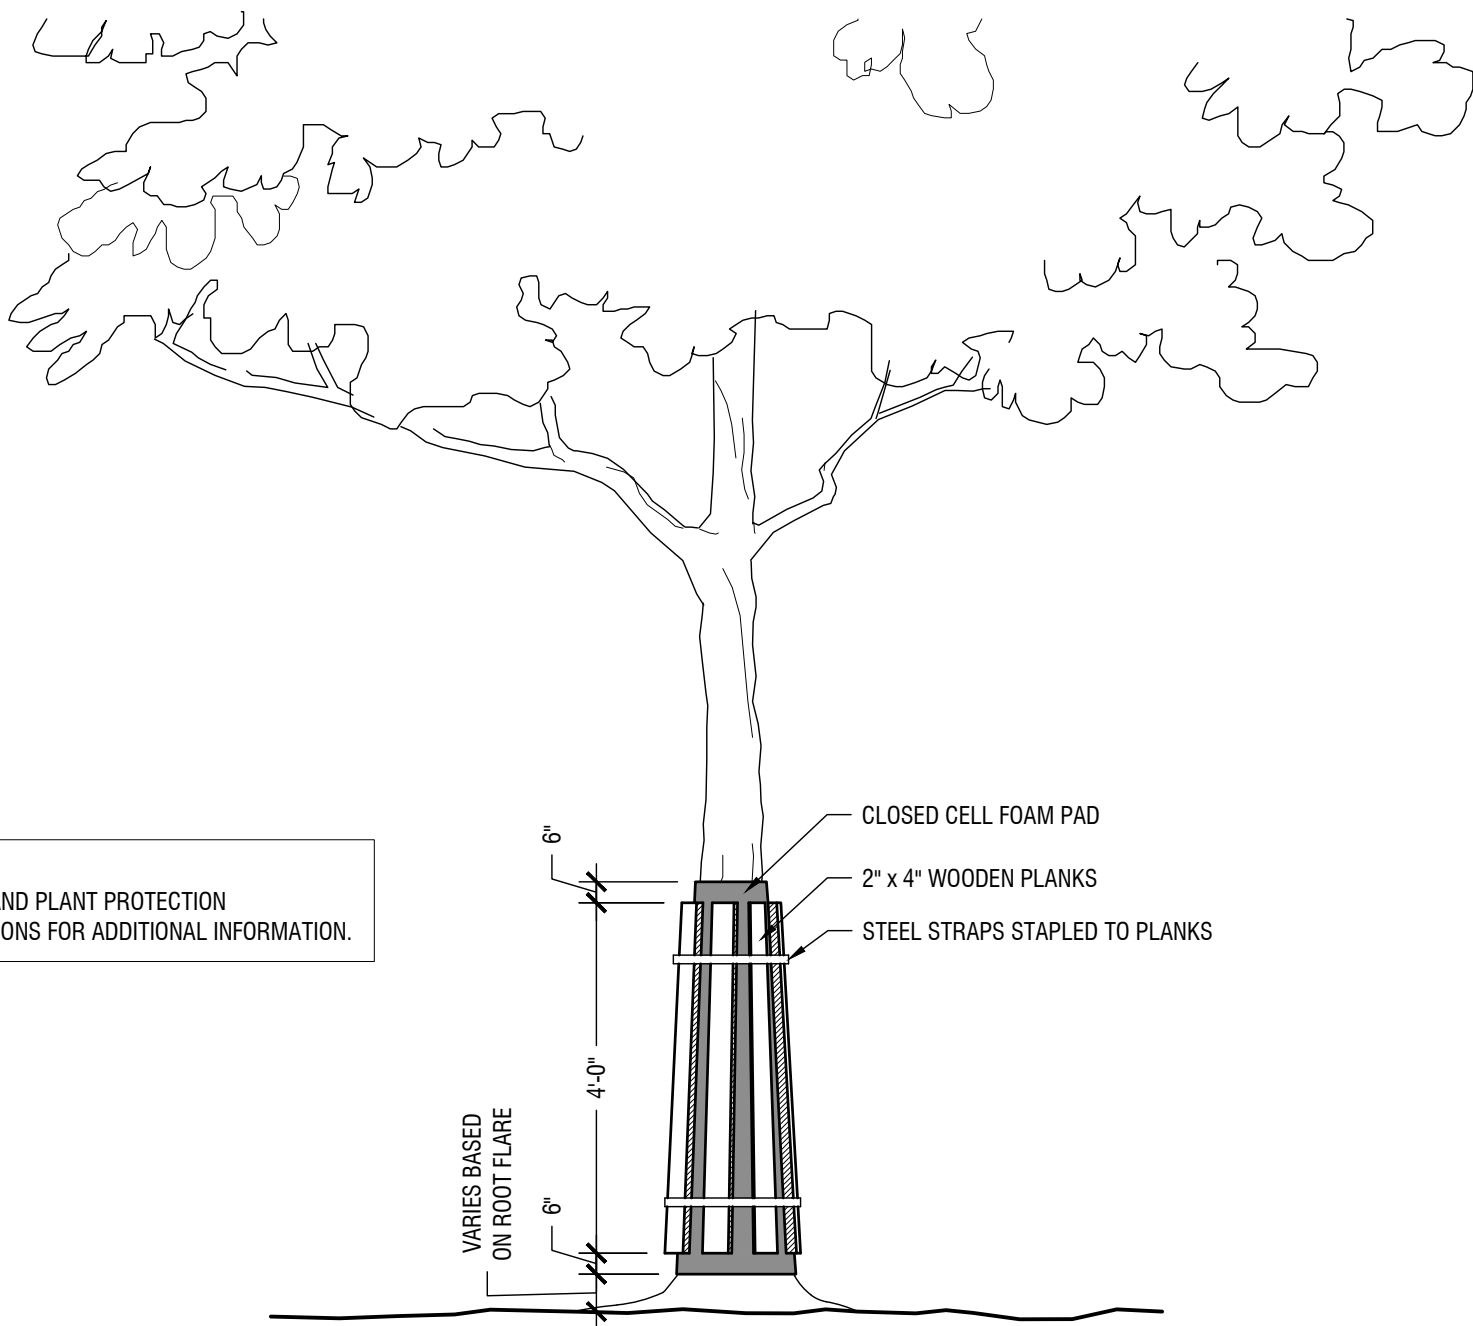 CLOSED CELL FOAM PAD
6"
2" x 4" WOODEN PLANKS
AND PLANT PROTECTION
STEEL STRAPS STAPLED TO PLANKS
FOR ADDITIONAL INFORMATION.
4'-0"
VARIES BASED
ON ROOT FLARE
6"